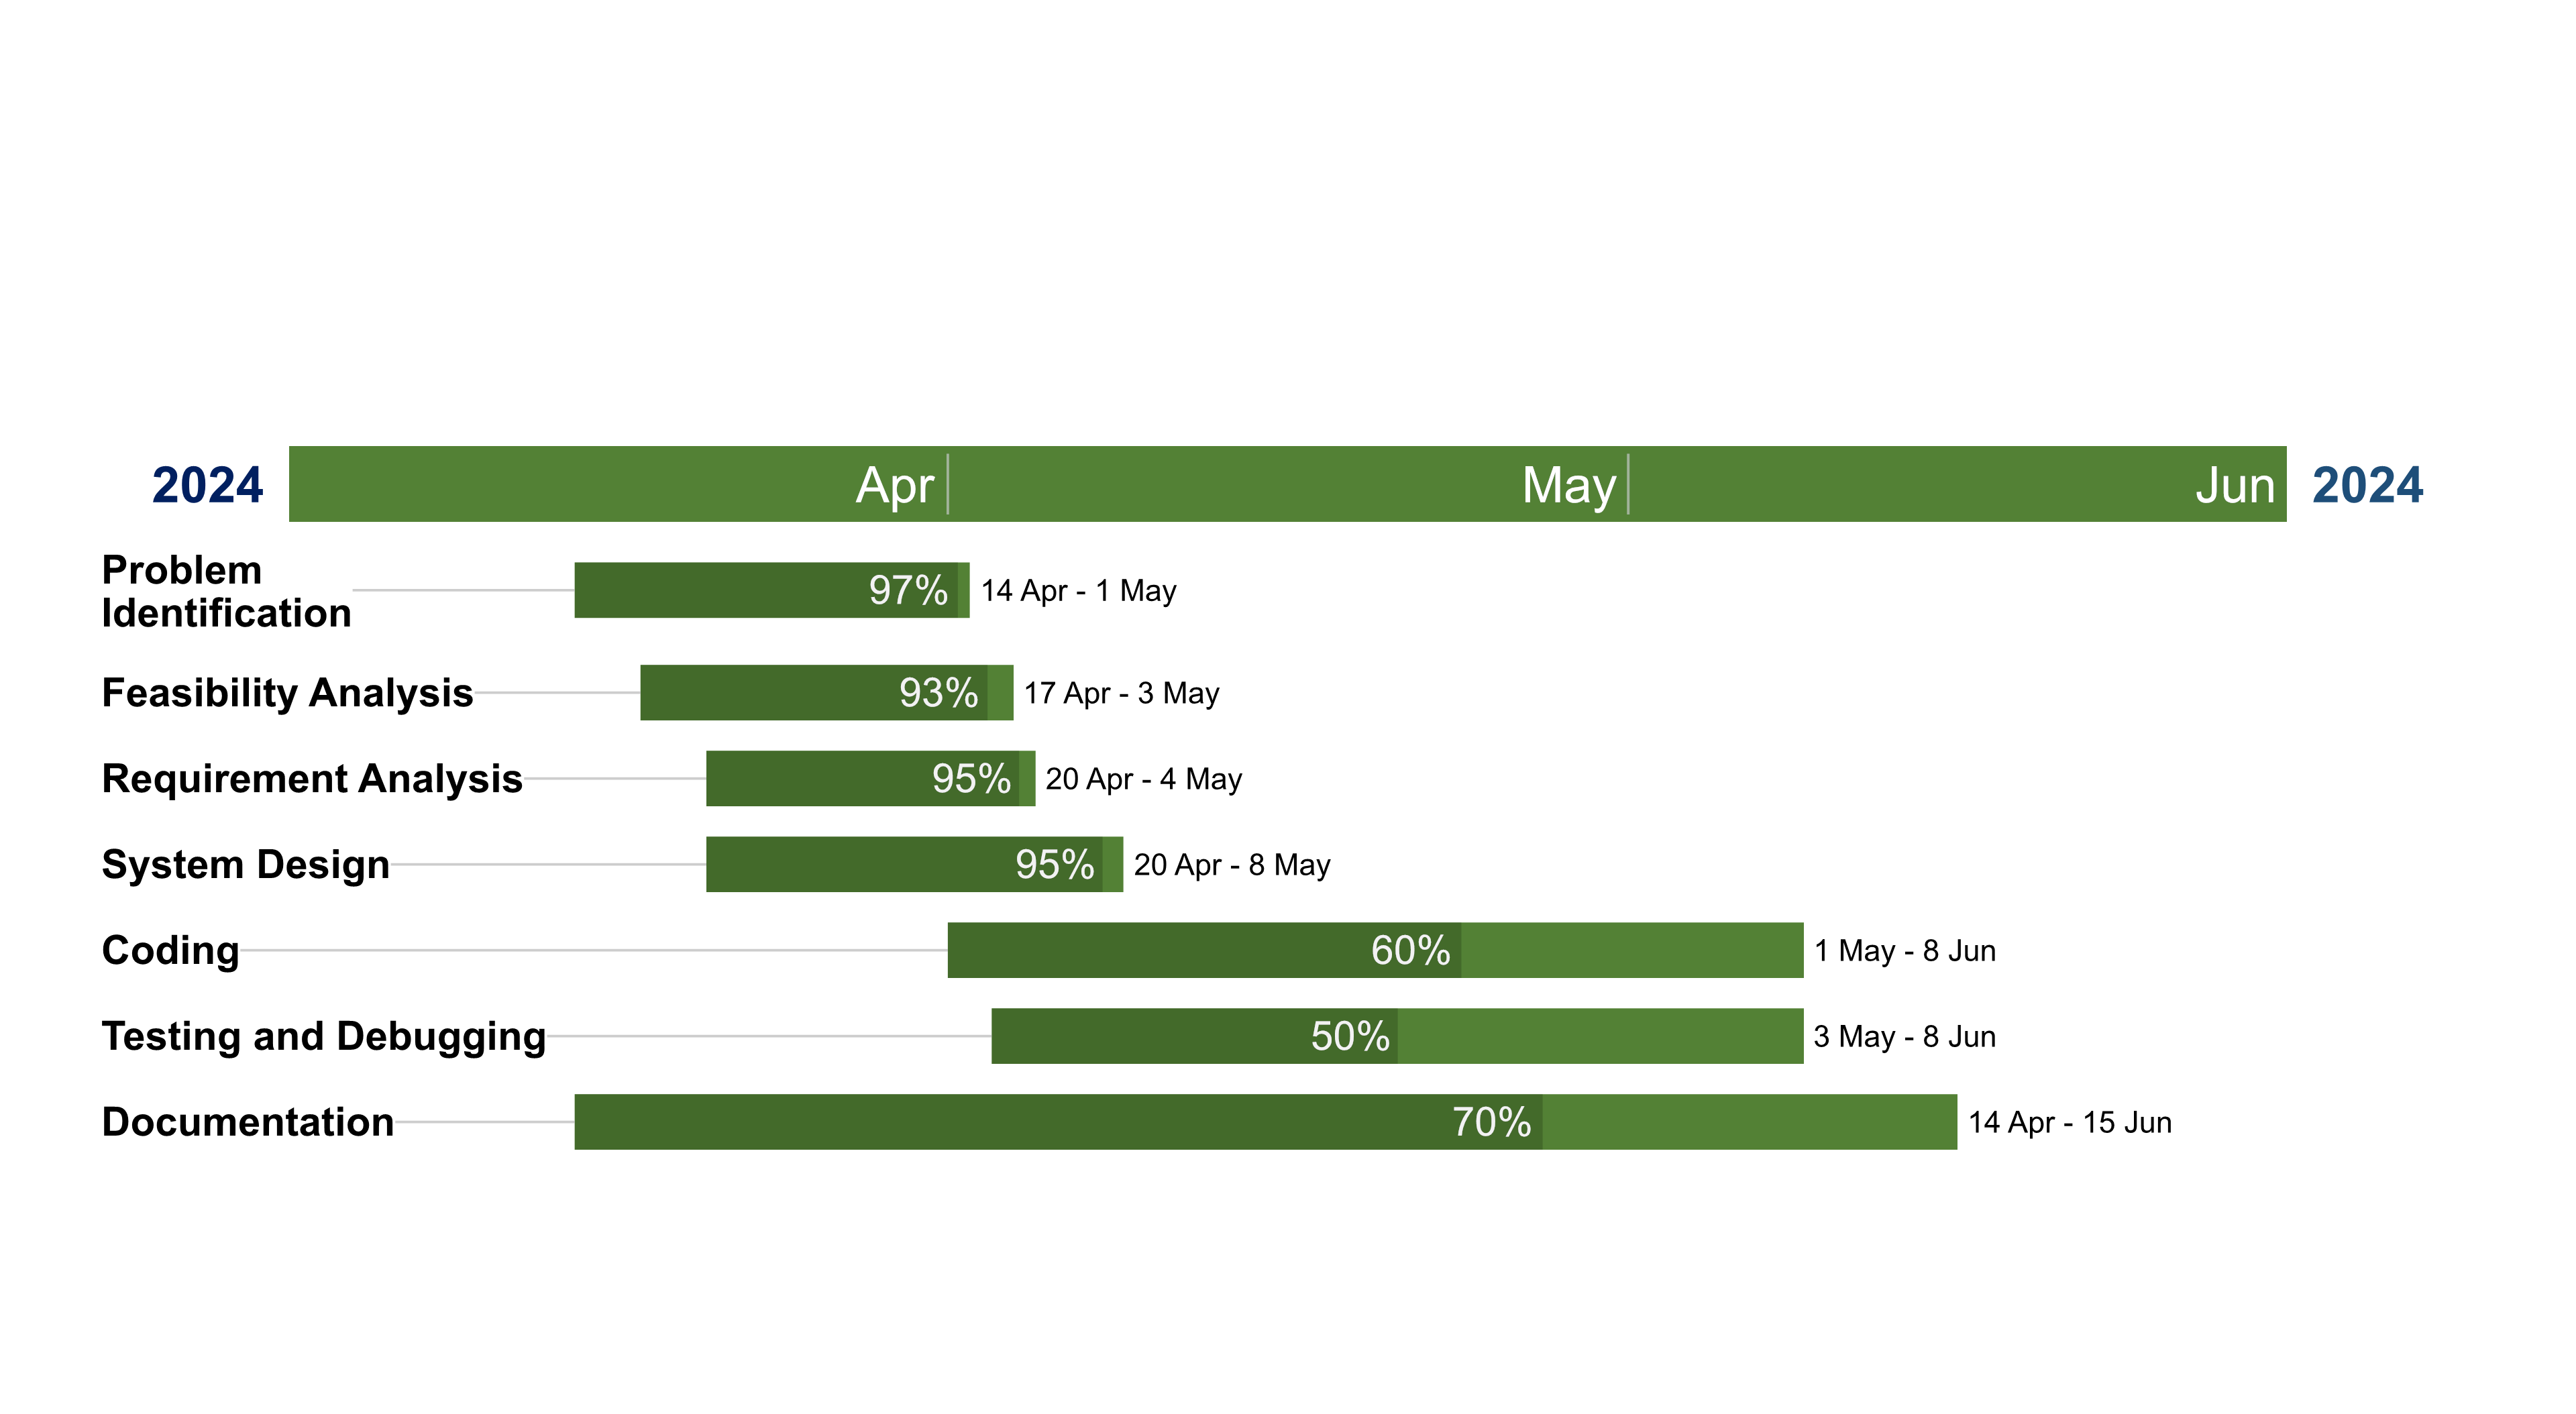 2024 Apr May Jun 2024
Problem
Identification
97% 14 Apr - 1 May
Feasibility Analysis 93% 17 Apr - 3 May
Requirement Analysis 95% 20 Apr - 4 May
System Design 95% 20 Apr - 8 May
Coding 60% 1 May - 8 Jun
Testing and Debugging 50% 3 May - 8 Jun
Documentation 70% 14 Apr - 15 Jun